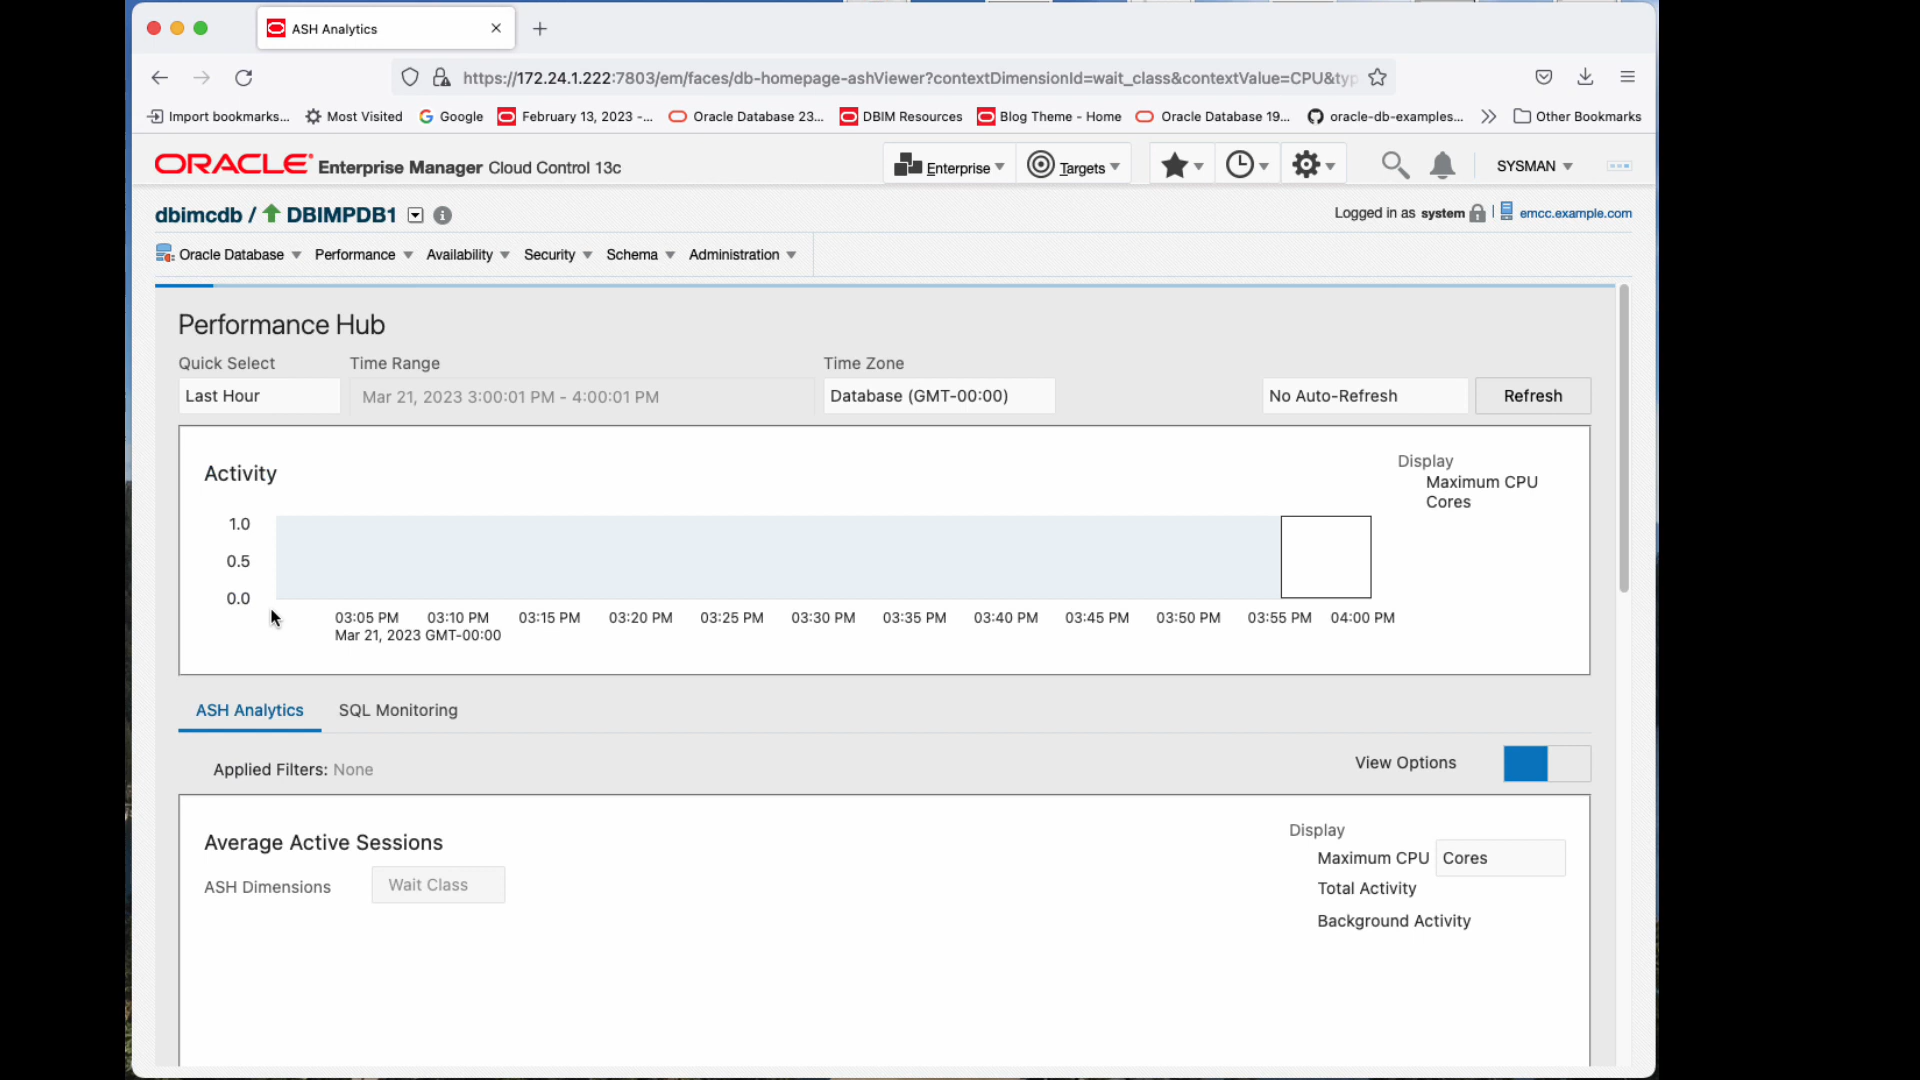 ASH Analytics
https://172.24.1.222:7803/em/faces/db-homepage-ashViewer?contextDimensionId=wait_class&contextValue=CPU&typ
Import bookmarks... Most Visited Google February 13, 2023 -... Oracle Database 23... DBIM Resources Blog Theme - Home Oracle Database 19... oracle-db-examples... Other Bookmarks
ORACLE Enterprise Manager Cloud Control 13c Enterprise Targets SYSMAN
dbimcdb / DBIMPDB1 Logged in as system emcc.example.com
Oracle Database Performance Availability Security Schema Administration
Performance Hub
Quick Select Time Range Time Zone
Last Hour Mar 21, 2023 3:00:01 PM - 4:00:01 PM Database (GMT-00:00) No Auto-Refresh Refresh
Activity Display
Maximum CPU
Cores
1.0
0.5
0.0
03:05 PM 03:10 PM 03:15 PM 03:20 PM 03:25 PM 03:30 PM 03:35 PM 03:40 PM 03:45 PM 03:50 PM 03:55 PM 04:00 PM
Mar 21, 2023 GMT-00:00
ASH Analytics SQL Monitoring
Applied Filters: None View Options
Average Active Sessions Display
Maximum CPU Cores
ASH Dimensions Wait Class Total Activity
Background Activity